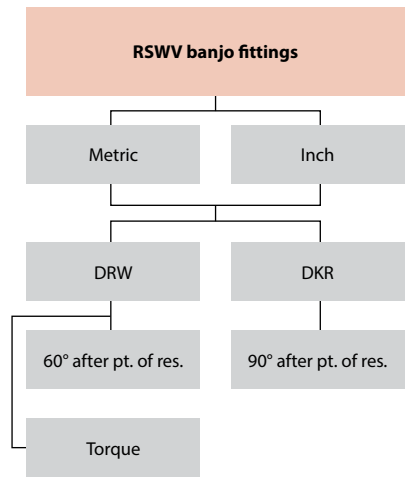 RSWV banjo fittings
Metric
Inch
DRW
DKR
60° after pt. of res.
90° after pt. of res.
Torque